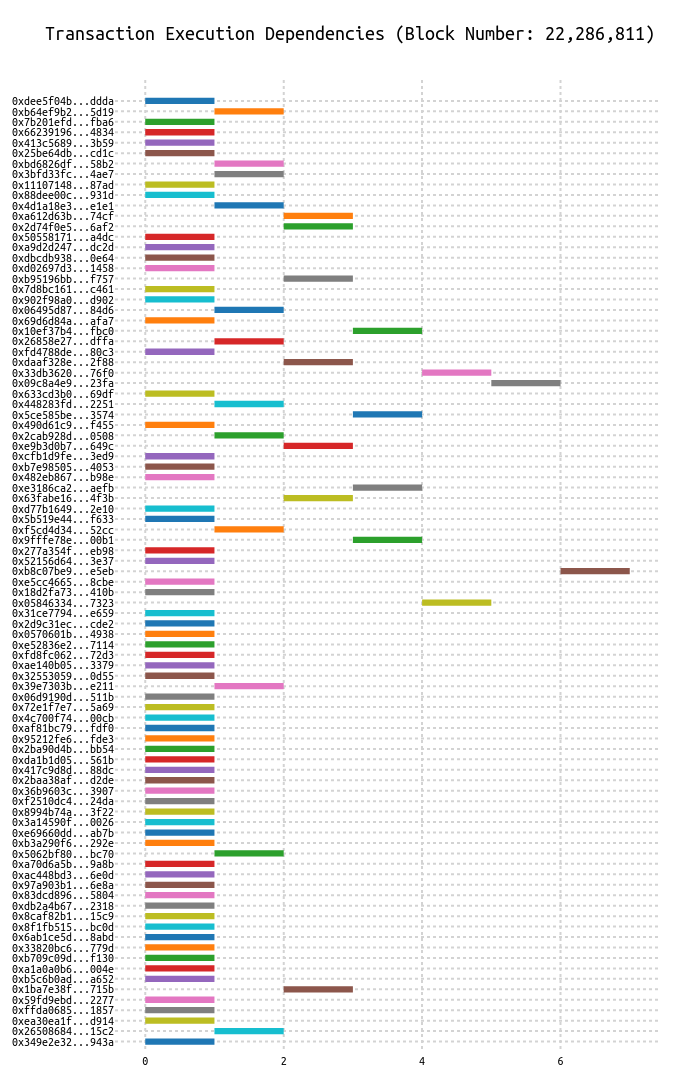 Transaction Execution Dependencies (Block Number: 22,286,811)
0xdee5f04b...ddda
0xb64ef9b2...5d19
0x7b201efd...fba6
0x66239196...4834
0x413c5689...3b59
0x25be64db...cd1c
0xbd6826df...58b2
0x3bfd33fc...4ae7
0x11107148...87ad
0x88dee00c...931d
0x4d1a18e3...e1e1
0xa612d63b...74cf
0x2d74f0e5...6af2
0x50558171...a4dc
0xa9d2d247...dc2d
0xdbcdb938...0e64
0xd02697d3...1458
0xb95196bb...f757
0x7d8bc161...c461
0x902f98a0...d902
0x06495d87...84d6
0x69d6d84a...afa7
0x10ef37b4...fbc0
0x26858e27...dffa
0xfd4788de...80c3
0xdaaf328e...2f88
0x33db3620...76f0
0x09c8a4e9...23fa
0x633cd3b0...69df
0x448283fd...2251
0x5ce585be...3574
0x490d61c9...f455
0x2cab928d...0508
0xe9b3d0b7...649c
0xcfb1d9fe...3ed9
0xb7e98505...4053
0x482eb867...b98e
0xe3186ca2...aefb
0x63fabe16...4f3b
0xd77b1649...2e10
0x5b519e44...f633
0xf5cd4d34...52cc
0x9fffe78e...00b1
0x277a354f...eb98
0x52156d64...3e37
0xb8c07be9...e5eb
0xe5cc4665...8cbe
0x18d2fa73...410b
0x05846334...7323
0x31ce7794...e659
0x2d9c31ec...cde2
0x0570601b...4938
0xe52836e2...7114
0xfd8fc062...72d3
0xae140b05...3379
0x32553059...0d55
0x39e7303b...e211
0x06d9190d...511b
0x72e1f7e7...5a69
0x4c700f74...00cb
0xaf81bc79...fdf0
0x95212fe6...fde3
0x2ba90d4b...bb54
0xda1b1d05...561b
0x417c9d8d...88dc
0x2baa38af...d2de
0x36b9603c...3907
0xf2510dc4...24da
0x8994b74a...3f22
0x3a14590f...0026
0xe69660dd...ab7b
0xb3a290f6...292e
0x5062bf80...bc70
0xa70d6a5b...9a8b
0xac448bd3...6e0d
0x97a903b1...6e8a
0x83dcd896...5804
0xdb2a4b67...2318
0x8caf82b1...15c9
0x8f1fb515...bc0d
0x6ab1ce5d...8abd
0x33820bc6...779d
0xb709c09d...f130
0xa1a0a0b6...004e
0xb5c6b0ad...a652
0x1ba7e38f...715b
0x59fd9ebd...2277
0xffda0685...1857
0xea30ea1f...d914
0x26508684...15c2
0x349e2e32...943a
0 2 4 6